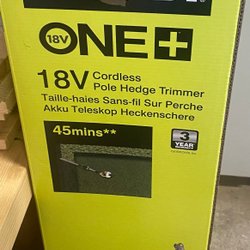 18V ONE+
18V Cordless
Pole Hedge Trimmer
Taille-haies Sans-fil Sur Perche
Akku Teleskop Heckenschere
45mins**
3
YEAR